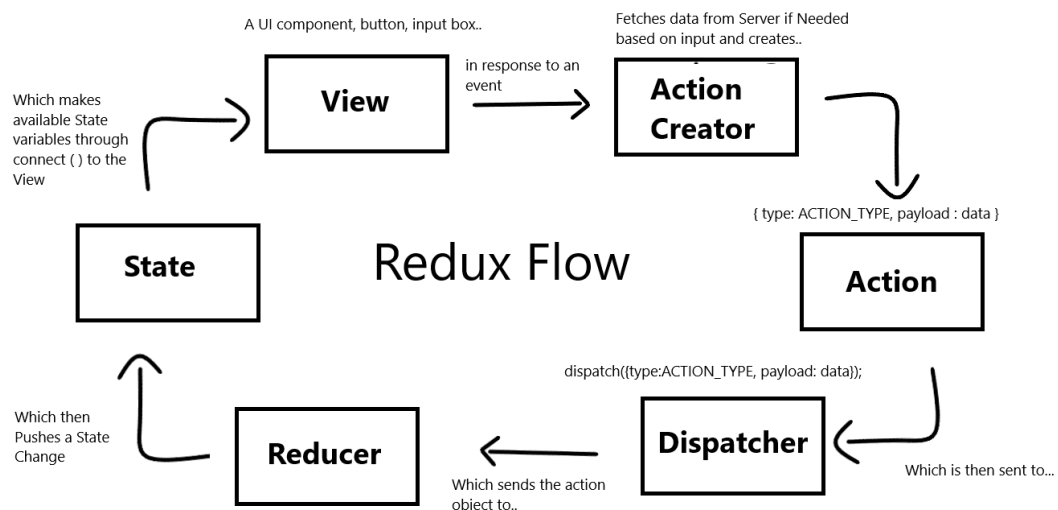 A UI component, button, input box..
View
in response to an
event
Fetches data from Server if Needed
based on input and creates..
Action
Creator
{ type: ACTION_TYPE, payload : data }
Action
Which is then sent to...
dispatch({type:ACTION_TYPE, payload: data});
Dispatcher
Which sends the action
object to..
Reducer
Which then
Pushes a State
Change
State
Which makes
available State
variables through
connect ( ) to the
View
Redux Flow